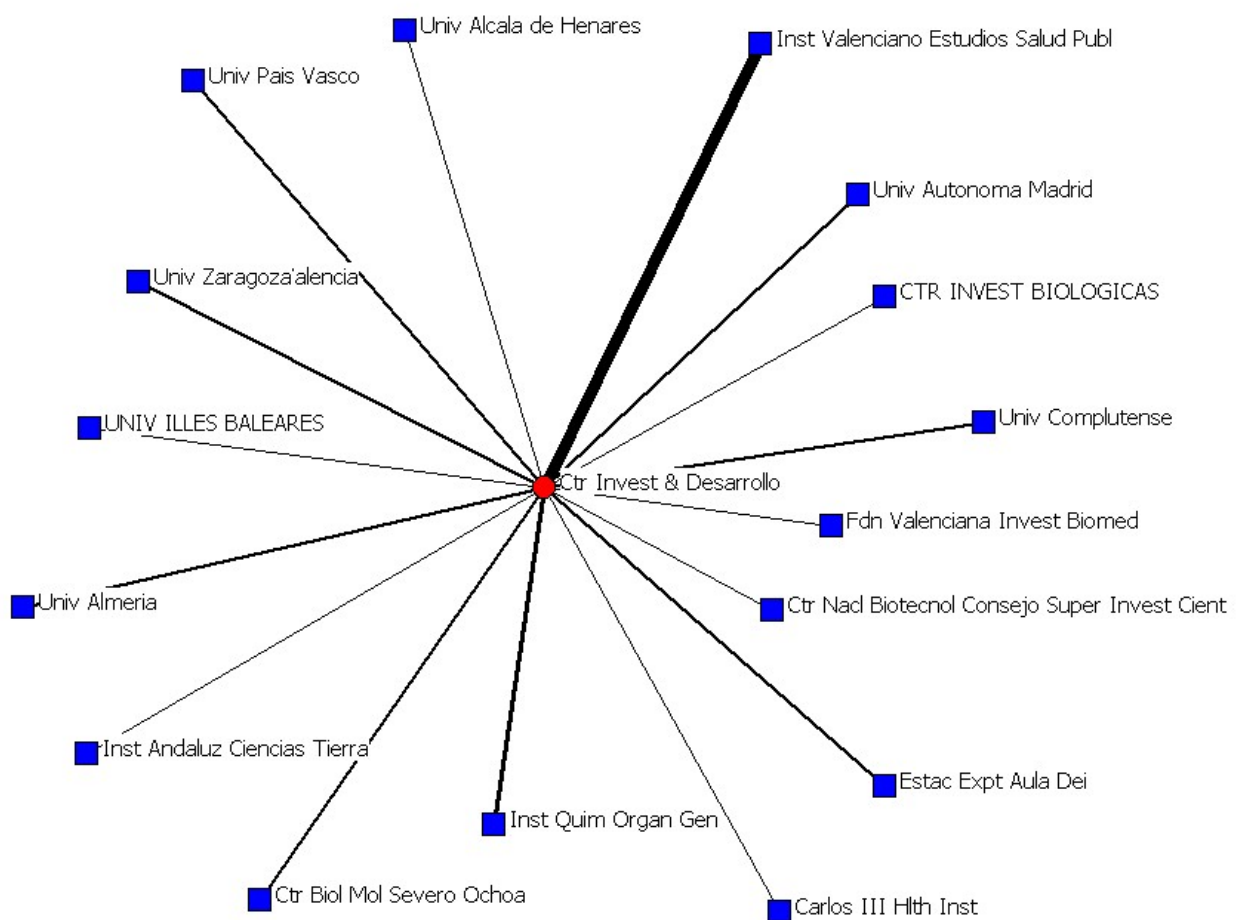 Univ Alcala de Henares
Inst Valenciano Estudios Salud Publ
Univ Pais Vasco
Univ Autonoma Madrid
Univ Zaragoza'alencia
CTR INVEST BIOLOGICAS
UNIV ILLES BALEARES
Univ Complutense
Ctr Invest & Desarrollo
Fdn Valenciana Invest Biomed
Univ Almeria
Ctr Nacl Biotecnol Consejo Super Invest Cient
Inst Andaluz Ciencias Tierra
Estac Expt Aula Dei
Inst Quim Organ Gen
Ctr Biol Mol Severo Ochoa
Carlos III Hlth Inst